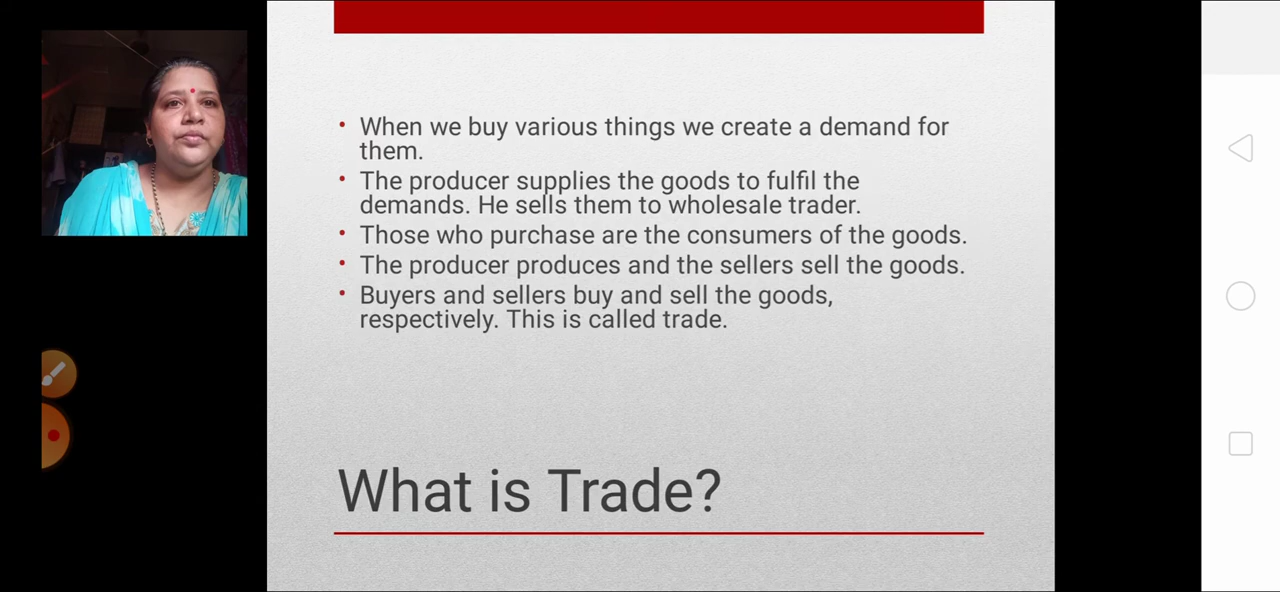 • When we buy various things we create a demand for
them.
• The producer supplies the goods to fulfil the
demands. He sells them to wholesale trader.
• Those who purchase are the consumers of the goods.
• The producer produces and the sellers sell the goods.
• Buyers and sellers buy and sell the goods,
respectively. This is called trade.
What is Trade?